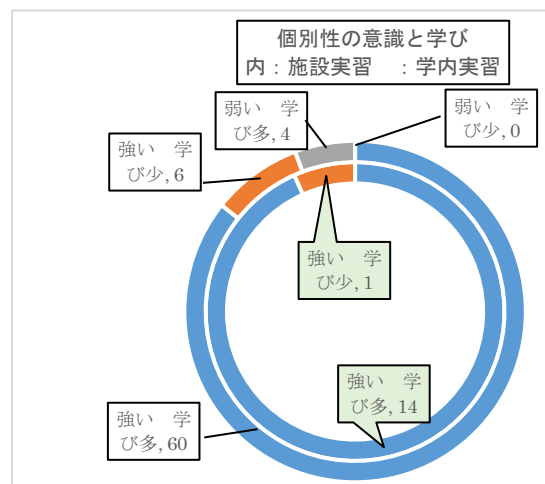 個別性の意識と学び
内：施設実習　：学内実習
弱い　学
び多, 4
弱い　学
び少, 0
強い　学
び少, 6
強い　学
び少, 1
強い　学
び多, 14
強い　学
び多, 60